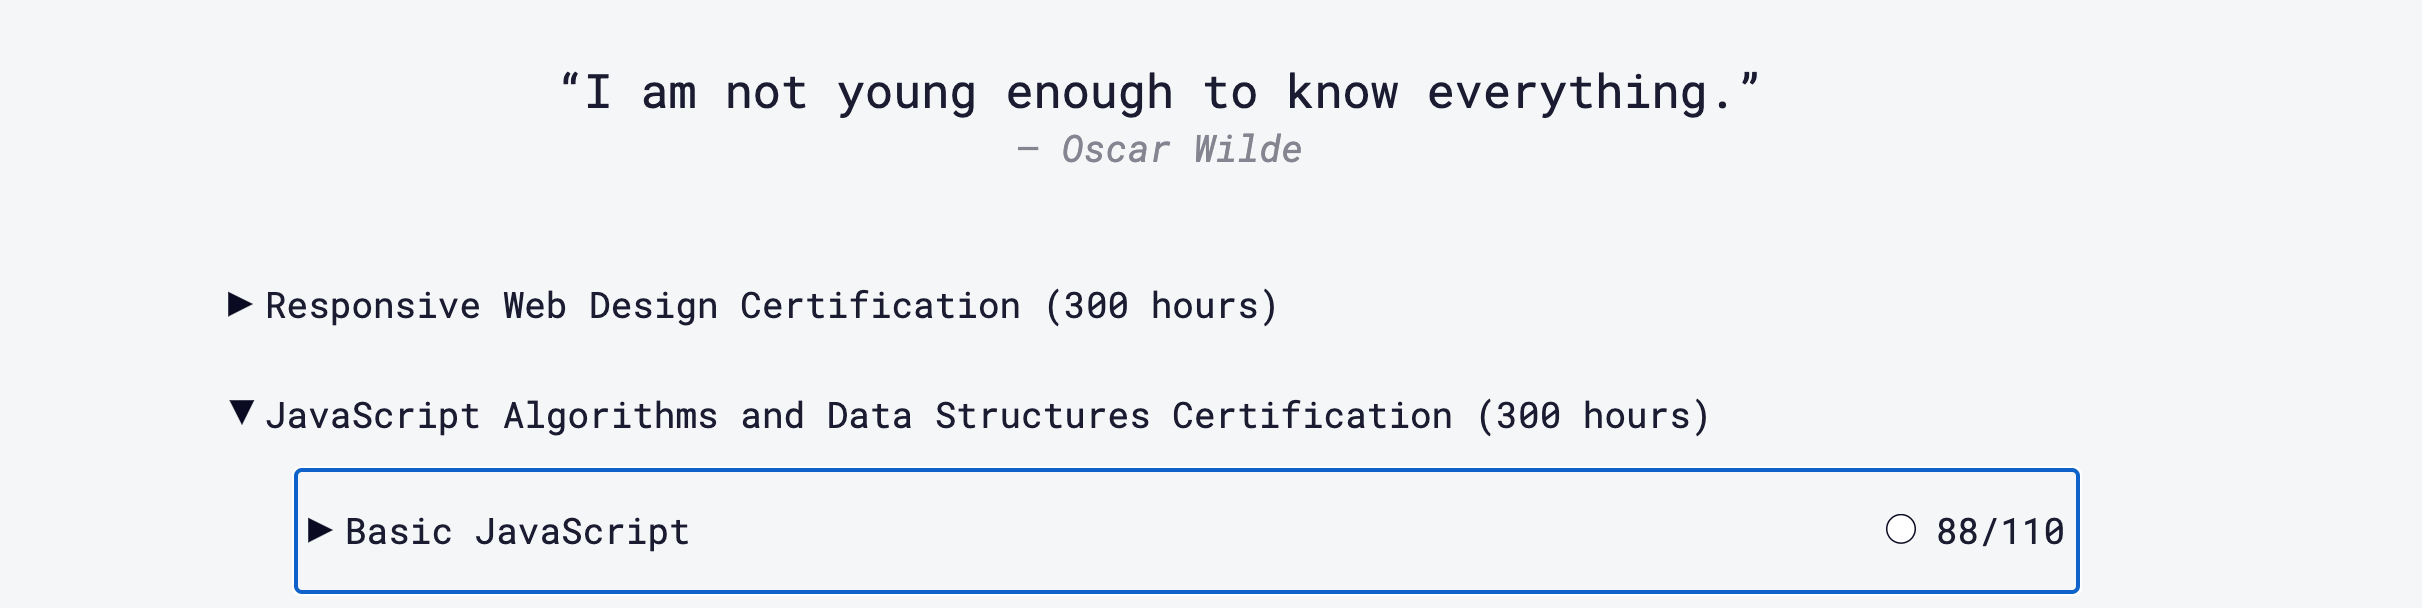 “I am not young enough to know everything.”
— Oscar Wilde
Responsive Web Design Certification (300 hours)
JavaScript Algorithms and Data Structures Certification (300 hours)
Basic JavaScript 88/110